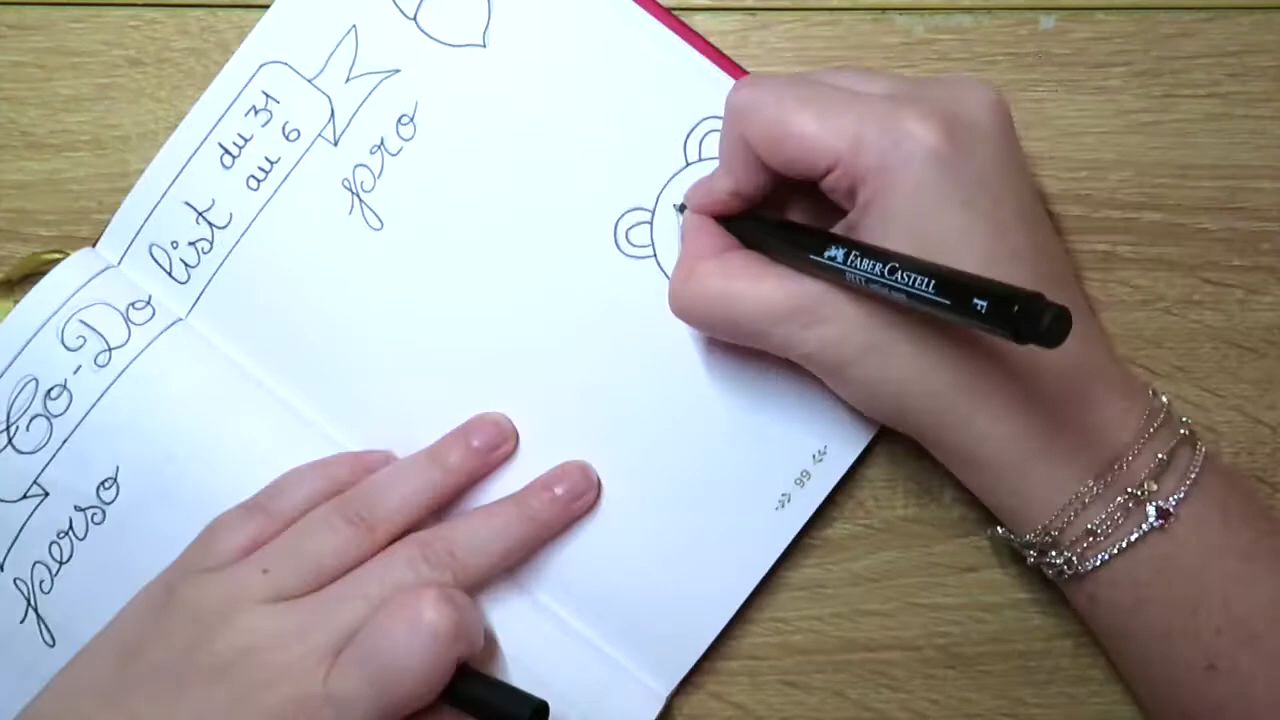 To-Do list
du 31
au 6
pro
perso
99
FABER-CASTELL
F